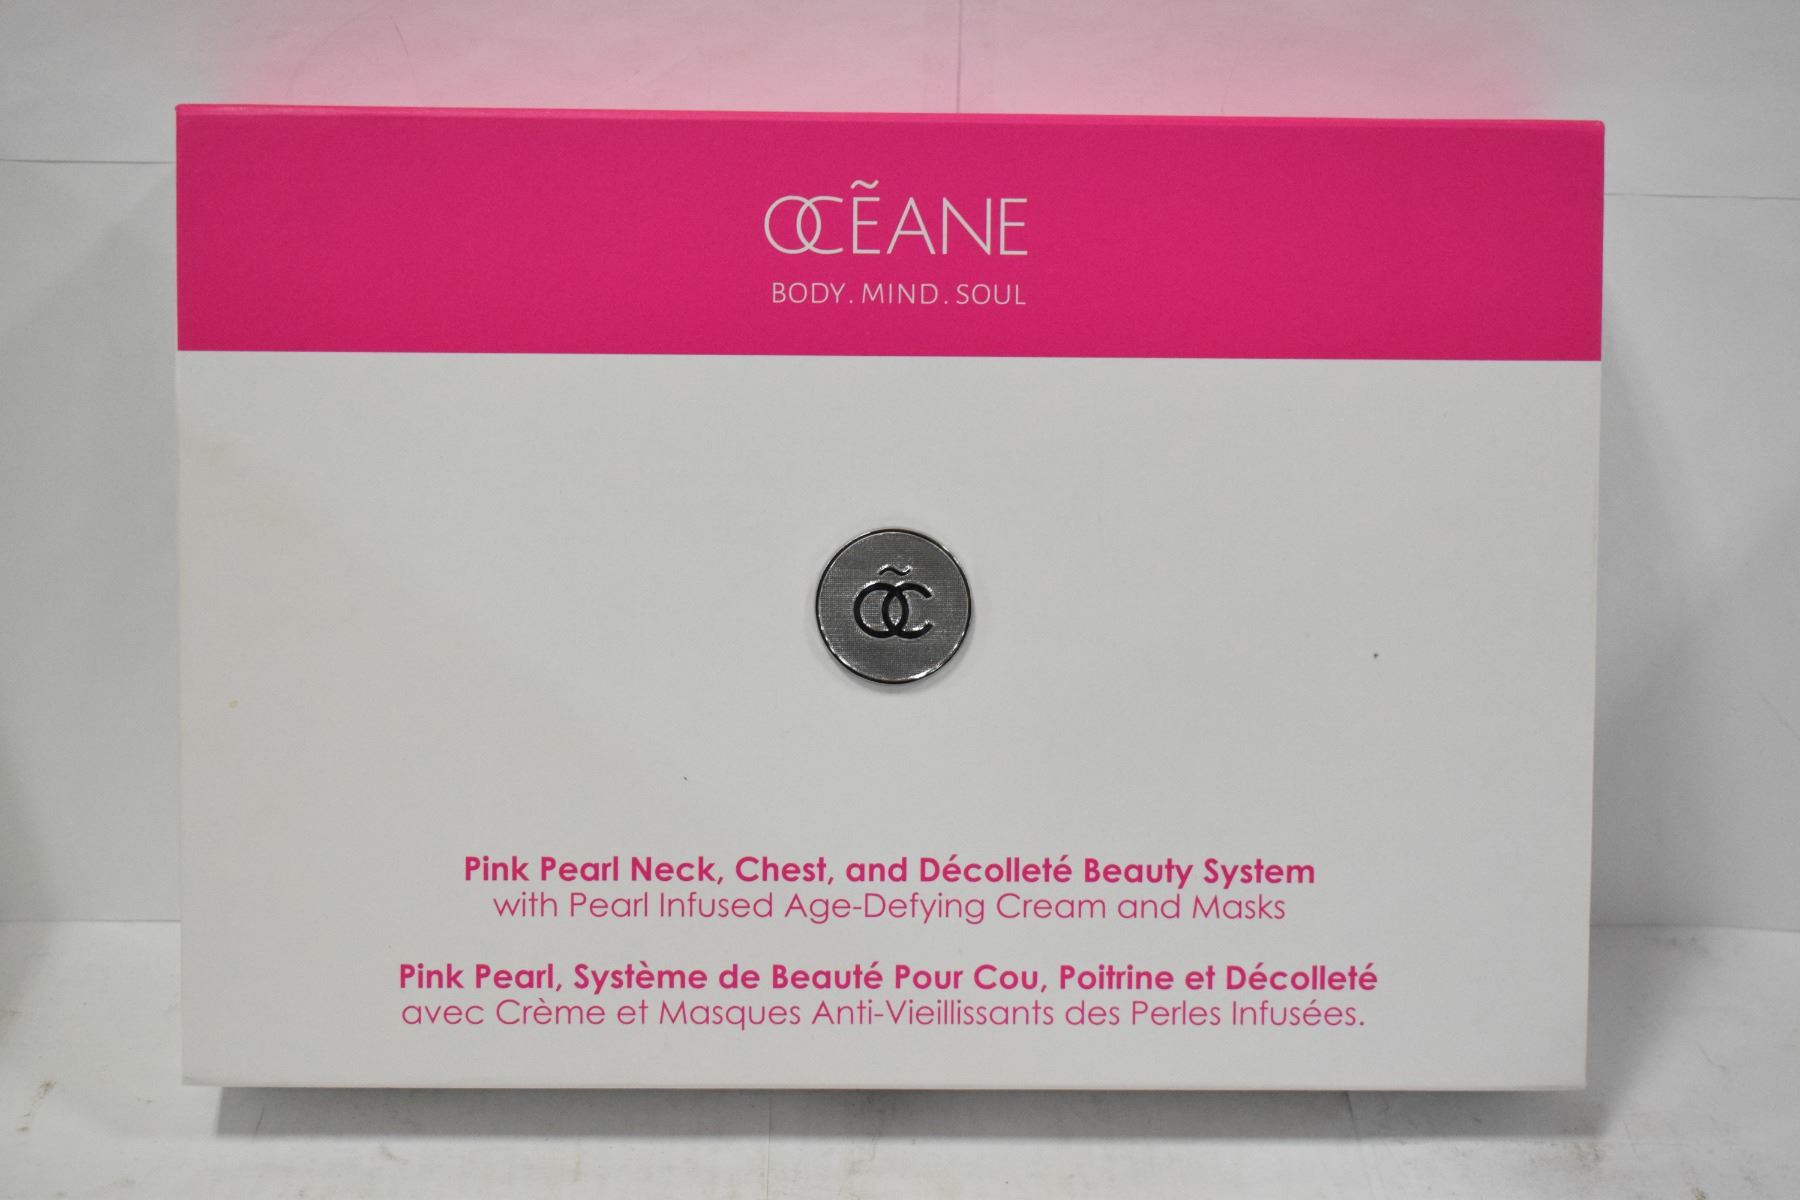 OCẼANE
BODY. MIND. SOUL
ÕC
Pink Pearl Neck, Chest, and Décolleté Beauty System
with Pearl Infused Age-Defying Cream and Masks
Pink Pearl, Système de Beauté Pour Cou, Poitrine et Décolleté
avec Crème et Masques Anti-Vieillissants des Perles Infusées.